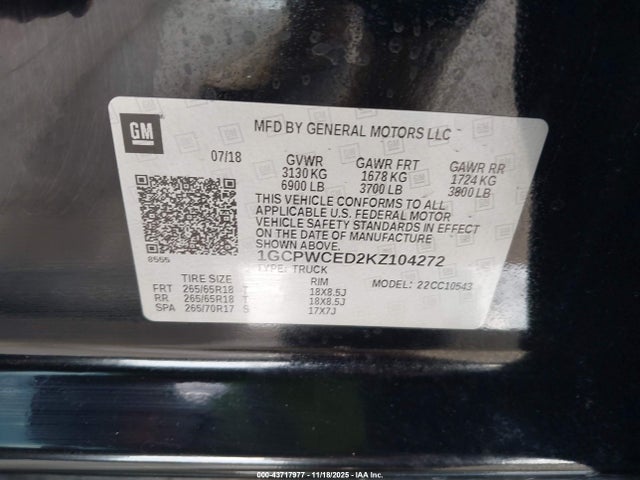 GM
MFD BY GENERAL MOTORS LLC
07/18 GVWR GAWR FRT GAWR RR
3130 KG 1678 KG 1724 KG
6900 LB 3700 LB 3800 LB
THIS VEHICLE CONFORMS TO ALL
APPLICABLE U.S. FEDERAL MOTOR
VEHICLE SAFETY STANDARDS IN EFFECT
ON THE DATE OF MANUFACTURE
SHOWN ABOVE.
8566
1GCPWCED2KZ104272
TYPE: TRUCK
TIRE SIZE RIM MODEL: 22CC10543
FRT 265/65R18 18X8.5J
RR 265/65R18 18X8.5J
SPA 265/70R17 S 17X7J
000-43717977 - 11/18/2025 - IAA Inc.